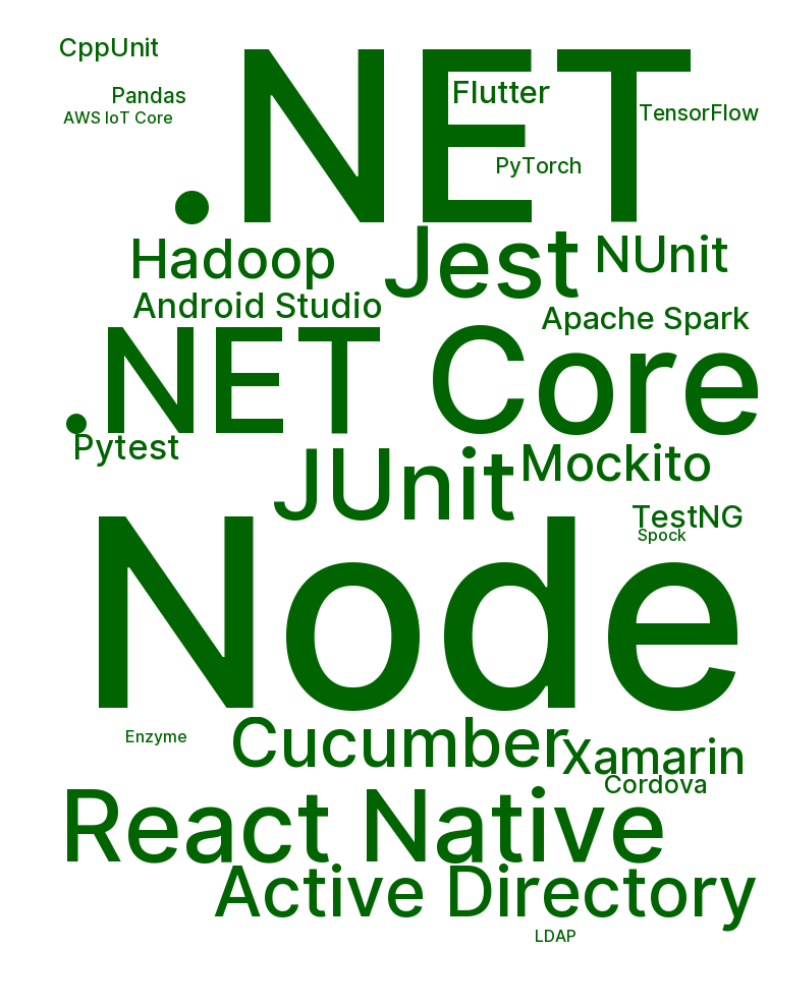 CppUnit
.NET
Flutter
Pandas
TensorFlow
AWS IoT Core
PyTorch
Hadoop
Jest
NUnit
Android Studio
Apache Spark
.NET Core
Pytest
JUnit
Mockito
TestNG
Spock
Node
Enzyme
Cucumber
Xamarin
Cordova
React Native
Active Directory
LDAP